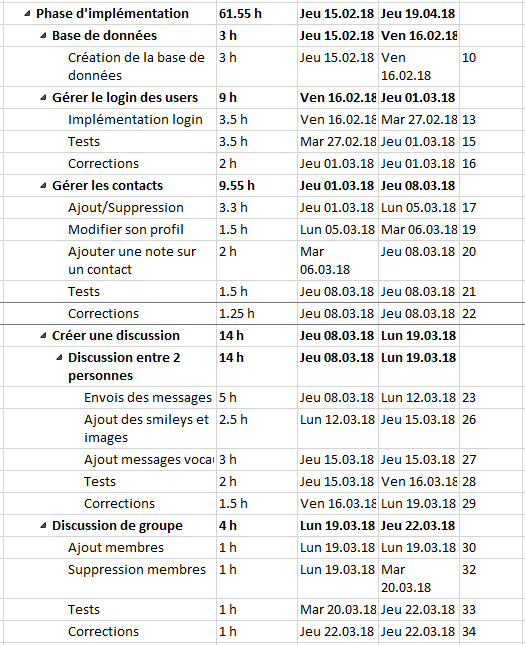 Phase d'implémentation 61.55 h Jeu 15.02.18 Jeu 19.04.18
Base de données 3 h Jeu 15.02.18 Ven 16.02.18
Création de la base de 3 h Jeu 15.02.18 Ven 10
données 16.02.18
Gérer le login des users 9 h Ven 16.02.18 Jeu 01.03.18
Implémentation login 3.5 h Ven 16.02.18 Mar 27.02.18 13
Tests 3.5 h Mar 27.02.18 Jeu 01.03.18 15
Corrections 2 h Jeu 01.03.18 Jeu 01.03.18 16
Gérer les contacts 9.55 h Jeu 01.03.18 Jeu 08.03.18
Ajout/Suppression 3.3 h Jeu 01.03.18 Lun 05.03.18 17
Modifier son profil 1.5 h Lun 05.03.18 Mar 06.03.18 19
Ajouter une note sur 2 h Mar Jeu 08.03.18 20
un contact 06.03.18
Tests 1.5 h Jeu 08.03.18 Jeu 08.03.18 21
Corrections 1.25 h Jeu 08.03.18 Jeu 08.03.18 22
Créer une discussion 14 h Jeu 08.03.18 Lun 19.03.18
Discussion entre 2 14 h Jeu 08.03.18 Lun 19.03.18
personnes
Envois des messages 5 h Jeu 08.03.18 Lun 12.03.18 23
Ajout des smileys et 2.5 h Lun 12.03.18 Jeu 15.03.18 26
images
Ajout messages voca 3 h Jeu 15.03.18 Jeu 15.03.18 27
Tests 2 h Jeu 15.03.18 Ven 16.03.18 28
Corrections 1.5 h Ven 16.03.18 Lun 19.03.18 29
Discussion de groupe 4 h Lun 19.03.18 Jeu 22.03.18
Ajout membres 1 h Lun 19.03.18 Lun 19.03.18 30
Suppression membres 1 h Lun 19.03.18 Mar 32
20.03.18
Tests 1 h Mar 20.03.18 Jeu 22.03.18 33
Corrections 1 h Jeu 22.03.18 Jeu 22.03.18 34